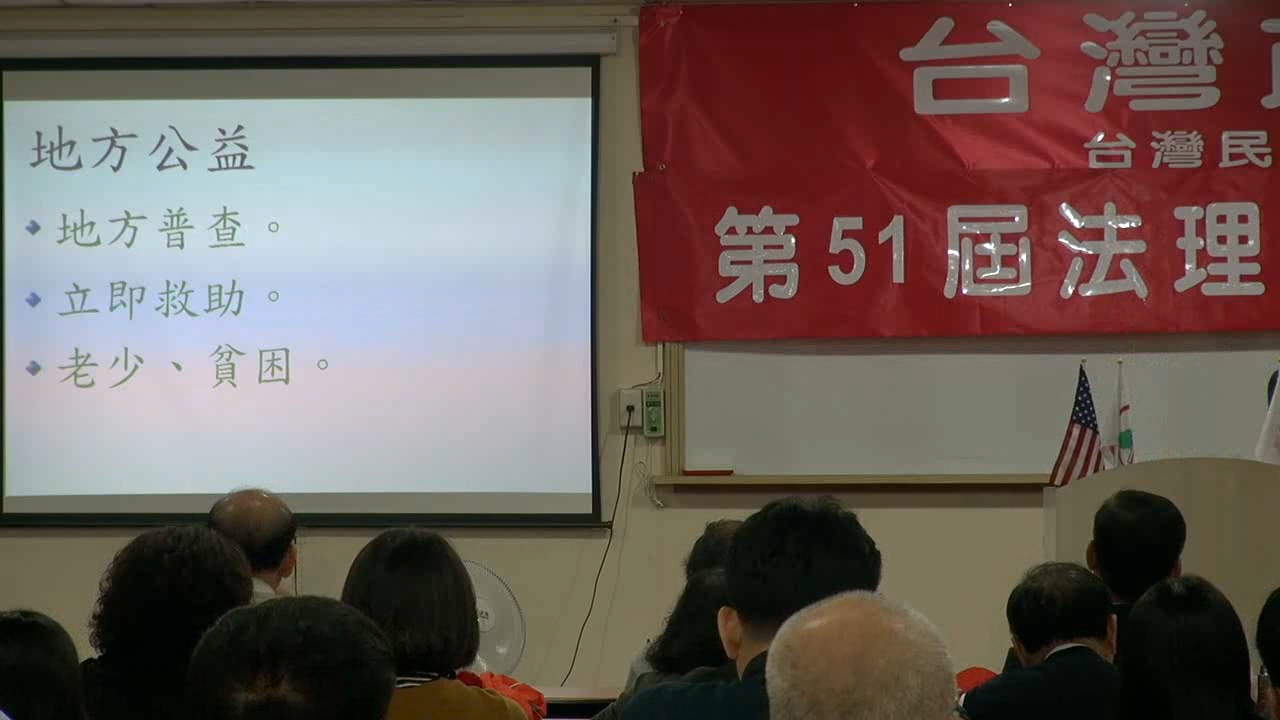 地方公益
地方普查。
立即救助。
老少、貧困。
台灣
台灣民
第51屆法理